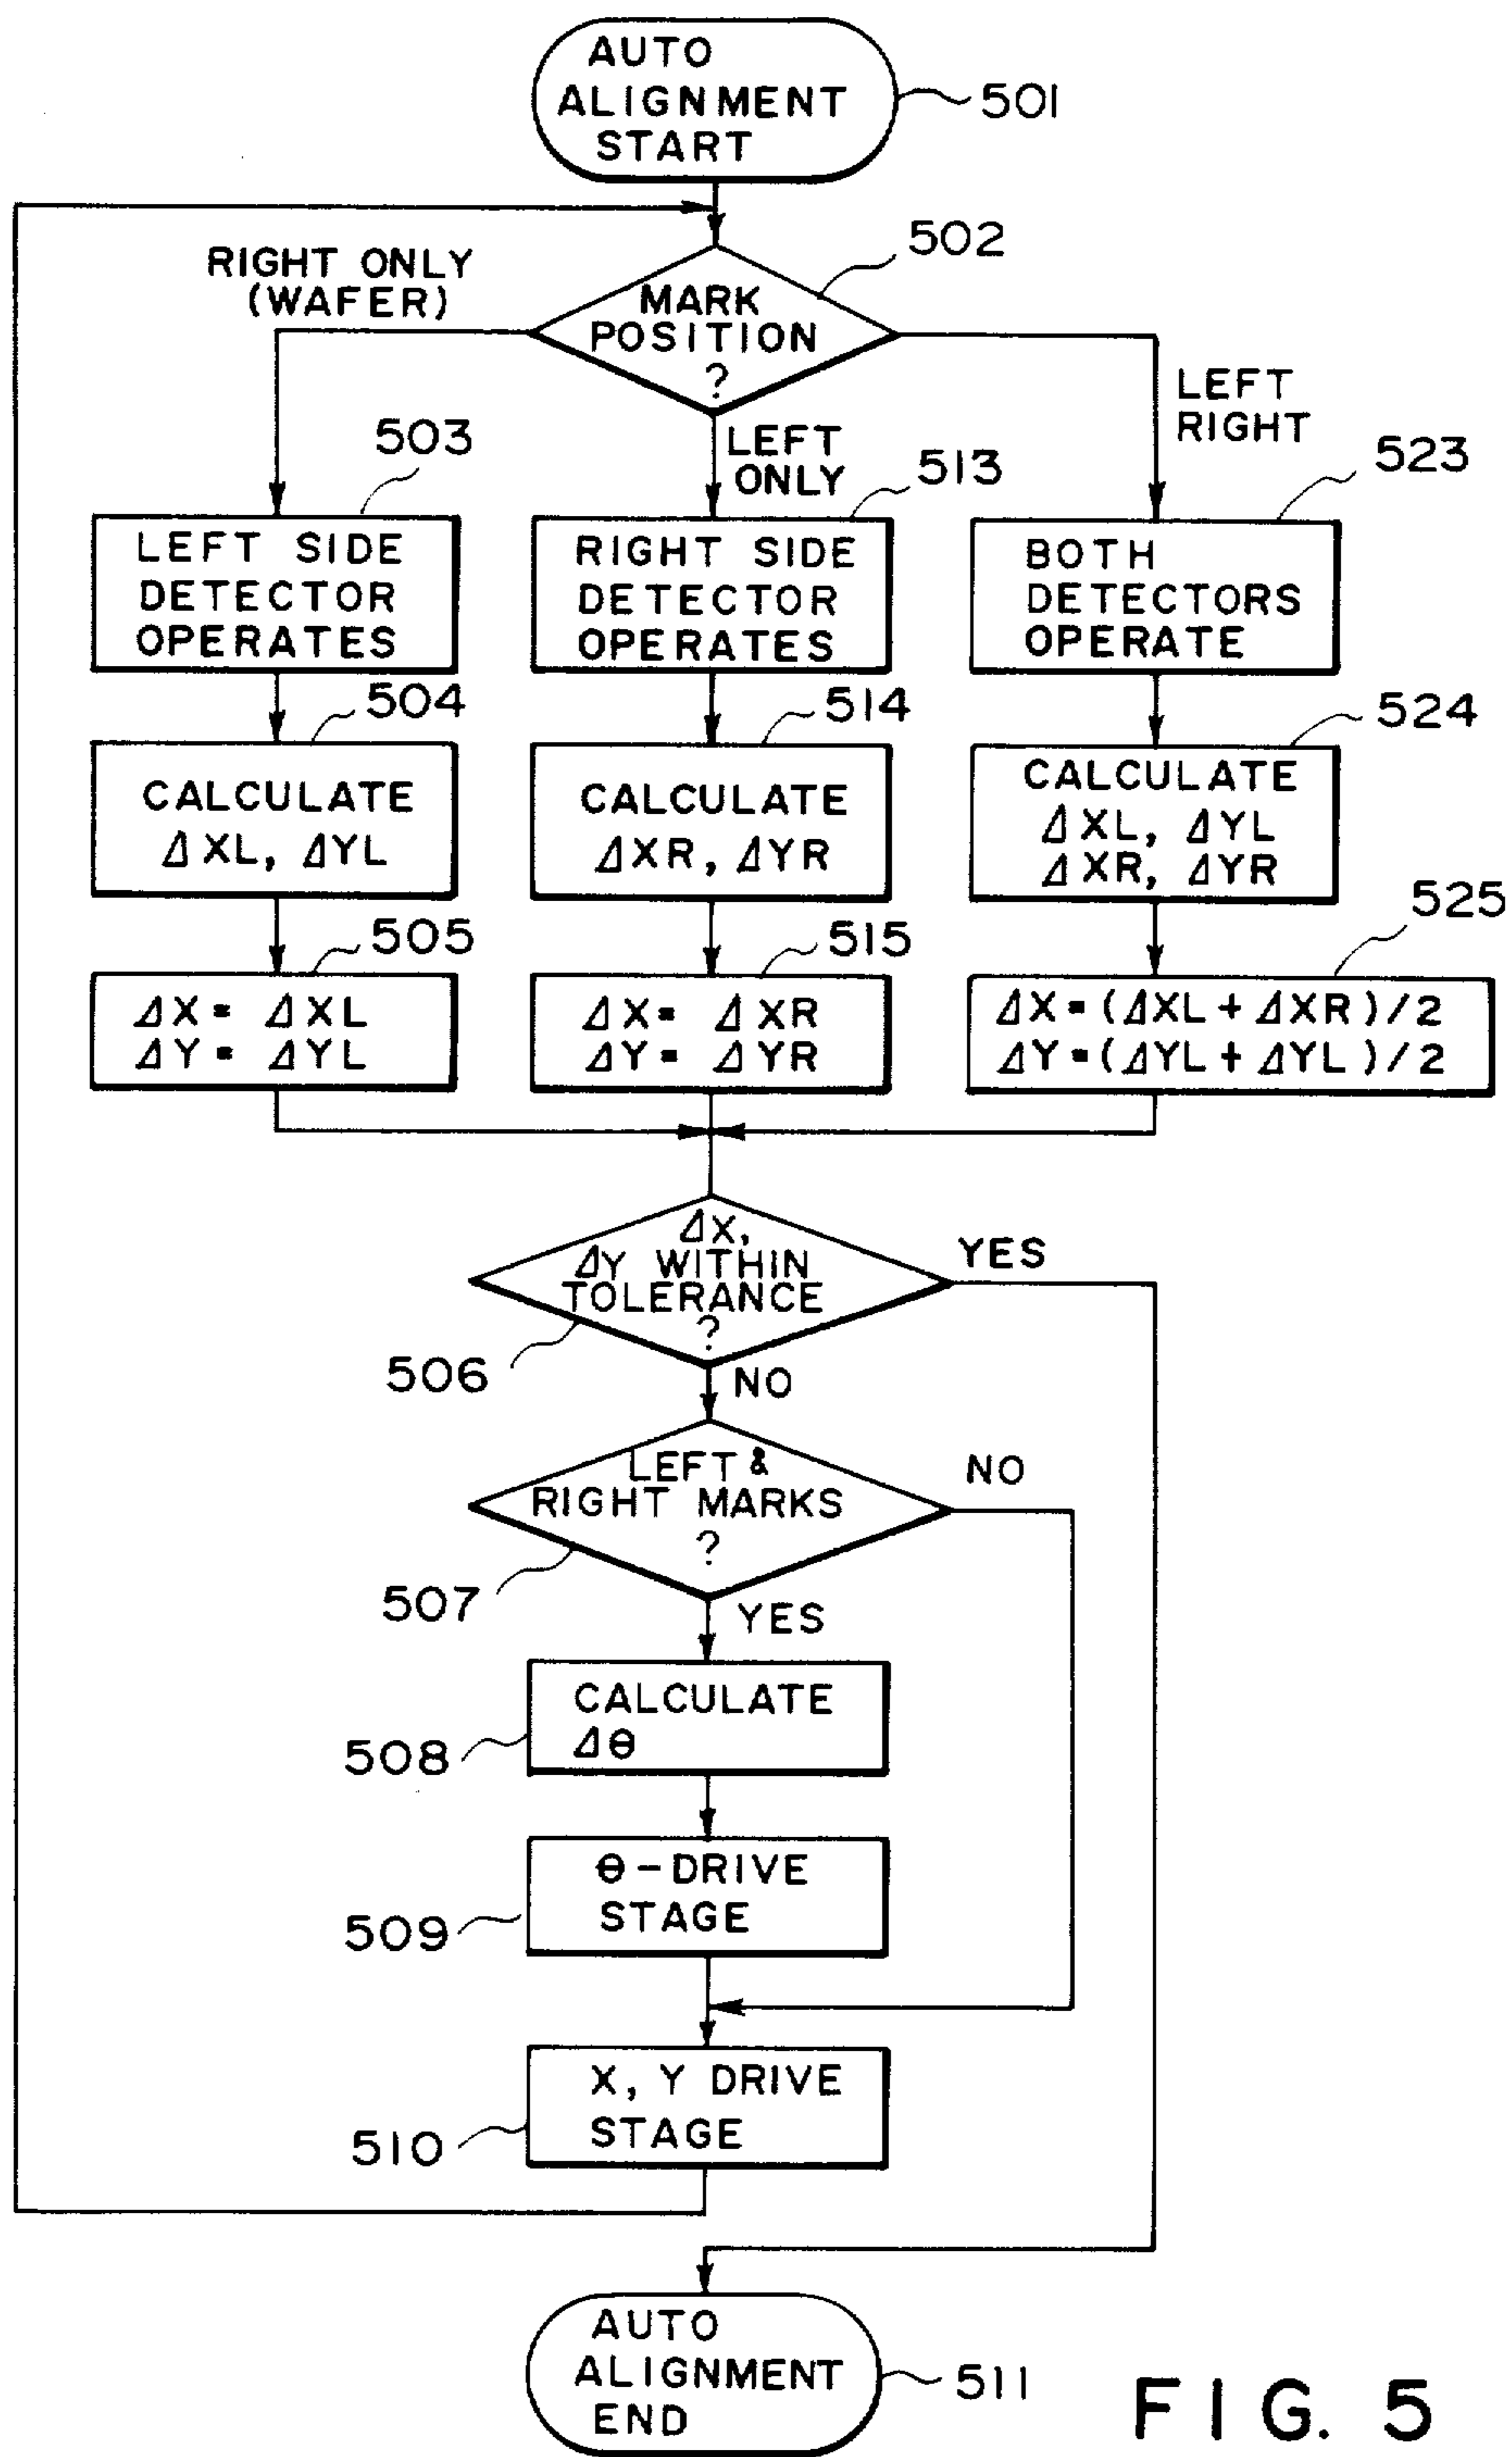 AUTO
ALIGNMENT
START
501
502
RIGHT ONLY
(WAFER)
MARK
POSITION
?
LEFT
RIGHT
LEFT
ONLY
503
513
523
LEFT SIDE
DETECTOR
OPERATES
RIGHT SIDE
DETECTOR
OPERATES
BOTH
DETECTORS
OPERATE
504
514
524
CALCULATE
ΔXL, ΔYL
CALCULATE
ΔXR, ΔYR
CALCULATE
ΔXL, ΔYL
ΔXR, ΔYR
505
515
525
ΔX = ΔXL
ΔY = ΔYL
ΔX = ΔXR
ΔY = ΔYR
ΔX = (ΔXL + ΔXR)/2
ΔY = (ΔYL + ΔYL)/2
ΔX,
ΔY WITHIN
TOLERANCE
?
YES
506
NO
LEFT &
RIGHT MARKS
?
NO
507
YES
CALCULATE
Δθ
508
θ-DRIVE
STAGE
509
X, Y DRIVE
STAGE
510
AUTO
ALIGNMENT
END
511
FIG. 5